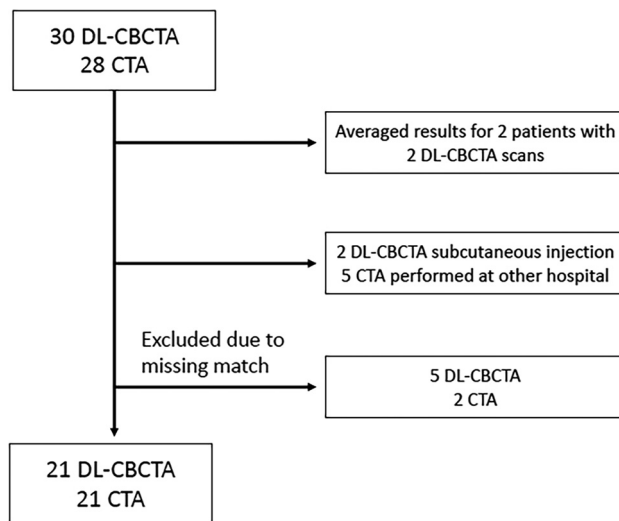 30 DL-CBCTA
28 CTA
Averaged results for 2 patients with
2 DL-CBCTA scans
2 DL-CBCTA subcutaneous injection
5 CTA performed at other hospital
Excluded due to
missing match
5 DL-CBCTA
2 CTA
21 DL-CBCTA
21 CTA